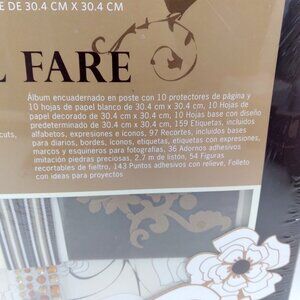 E DE 30.4 CM X 30.4 CM
L FARE
Álbum encuadernado en poste con 10 protectores de página y
10 hojas de papel blanco de 30.4 cm x 30.4 cm, 10 Hojas de
papel decorado de 30.4 cm x 30.4 cm, 10 Hojas base con diseño
predeterminado de 30.4 cm x 30.4 cm, 159 Etiquetas, incluidos
cuts,
alfabetos, expresiones e íconos, 97 Recortes, incluidos bases
para diarios, bordes, íconos, etiquetas, etiquetas con expresiones,
marcos y esquineros para fotografías, 36 Adornos adhesivos
imitación piedras preciosas, 2.7 m de listón, 54 Figuras
recortables de fieltro, 143 Puntos adhesivos con relieve, Folleto
con ideas para proyectos